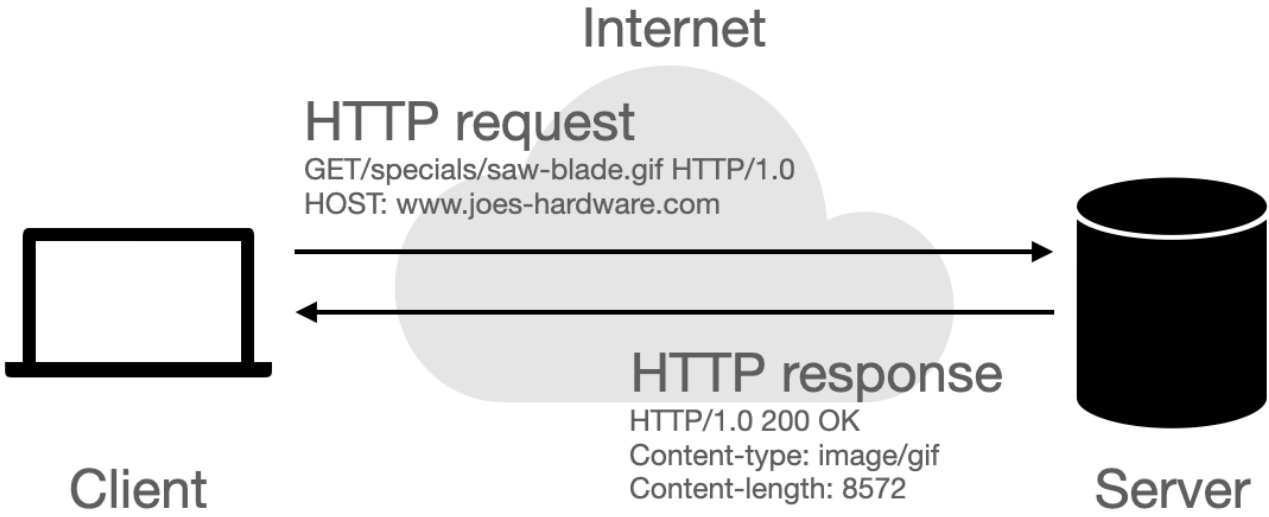 Internet
HTTP request
GET/specials/saw-blade.gif HTTP/1.0
HOST: www.joes-hardware.com
HTTP response
HTTP/1.0 200 OK
Content-type: image/gif
Content-length: 8572
Client
Server